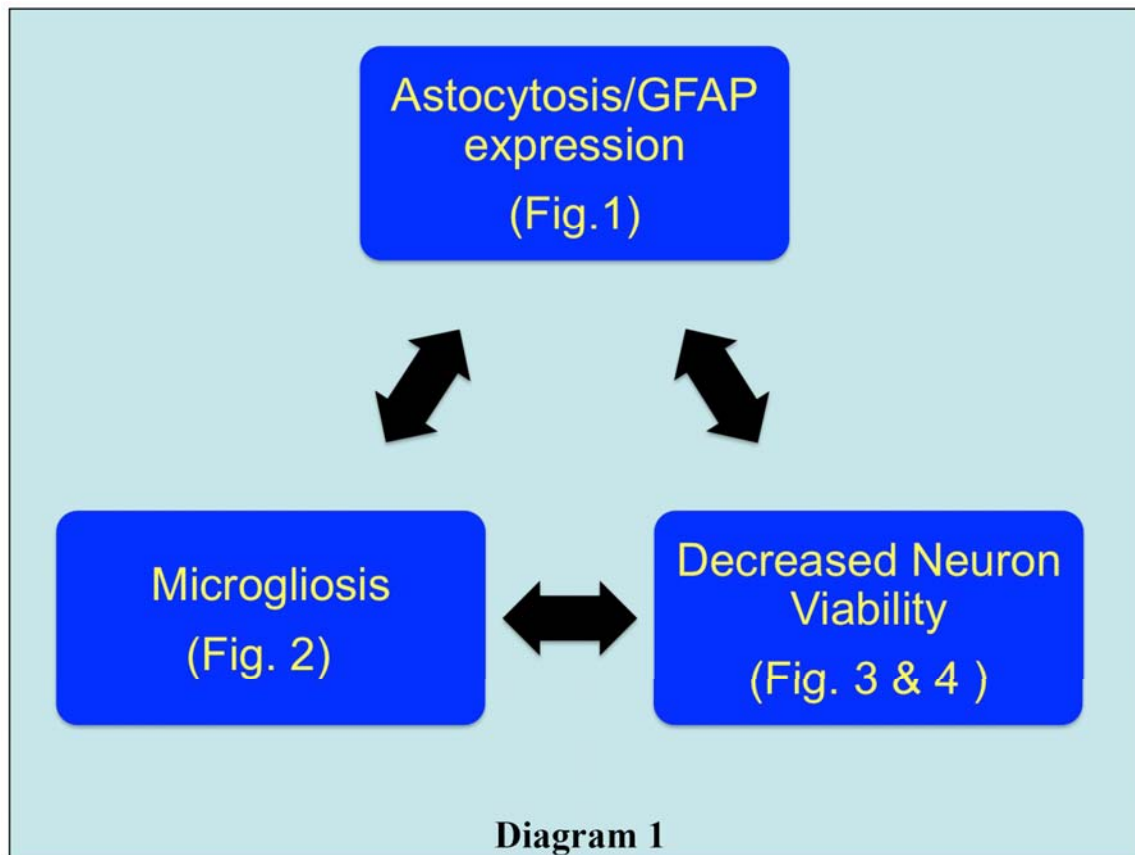 Astocytosis/GFAP
expression
(Fig.1)
Microgliosis
(Fig. 2)
Decreased Neuron
Viability
(Fig. 3 & 4 )
Diagram 1